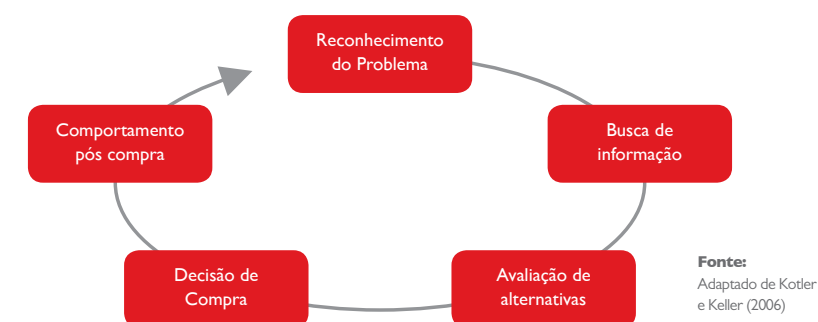 Reconhecimento
do Problema
Busca de
informação
Avaliação de
alternativas
Decisão de
Compra
Comportamento
pós compra
Fonte:
Adaptado de Kotler
e Keller (2006)